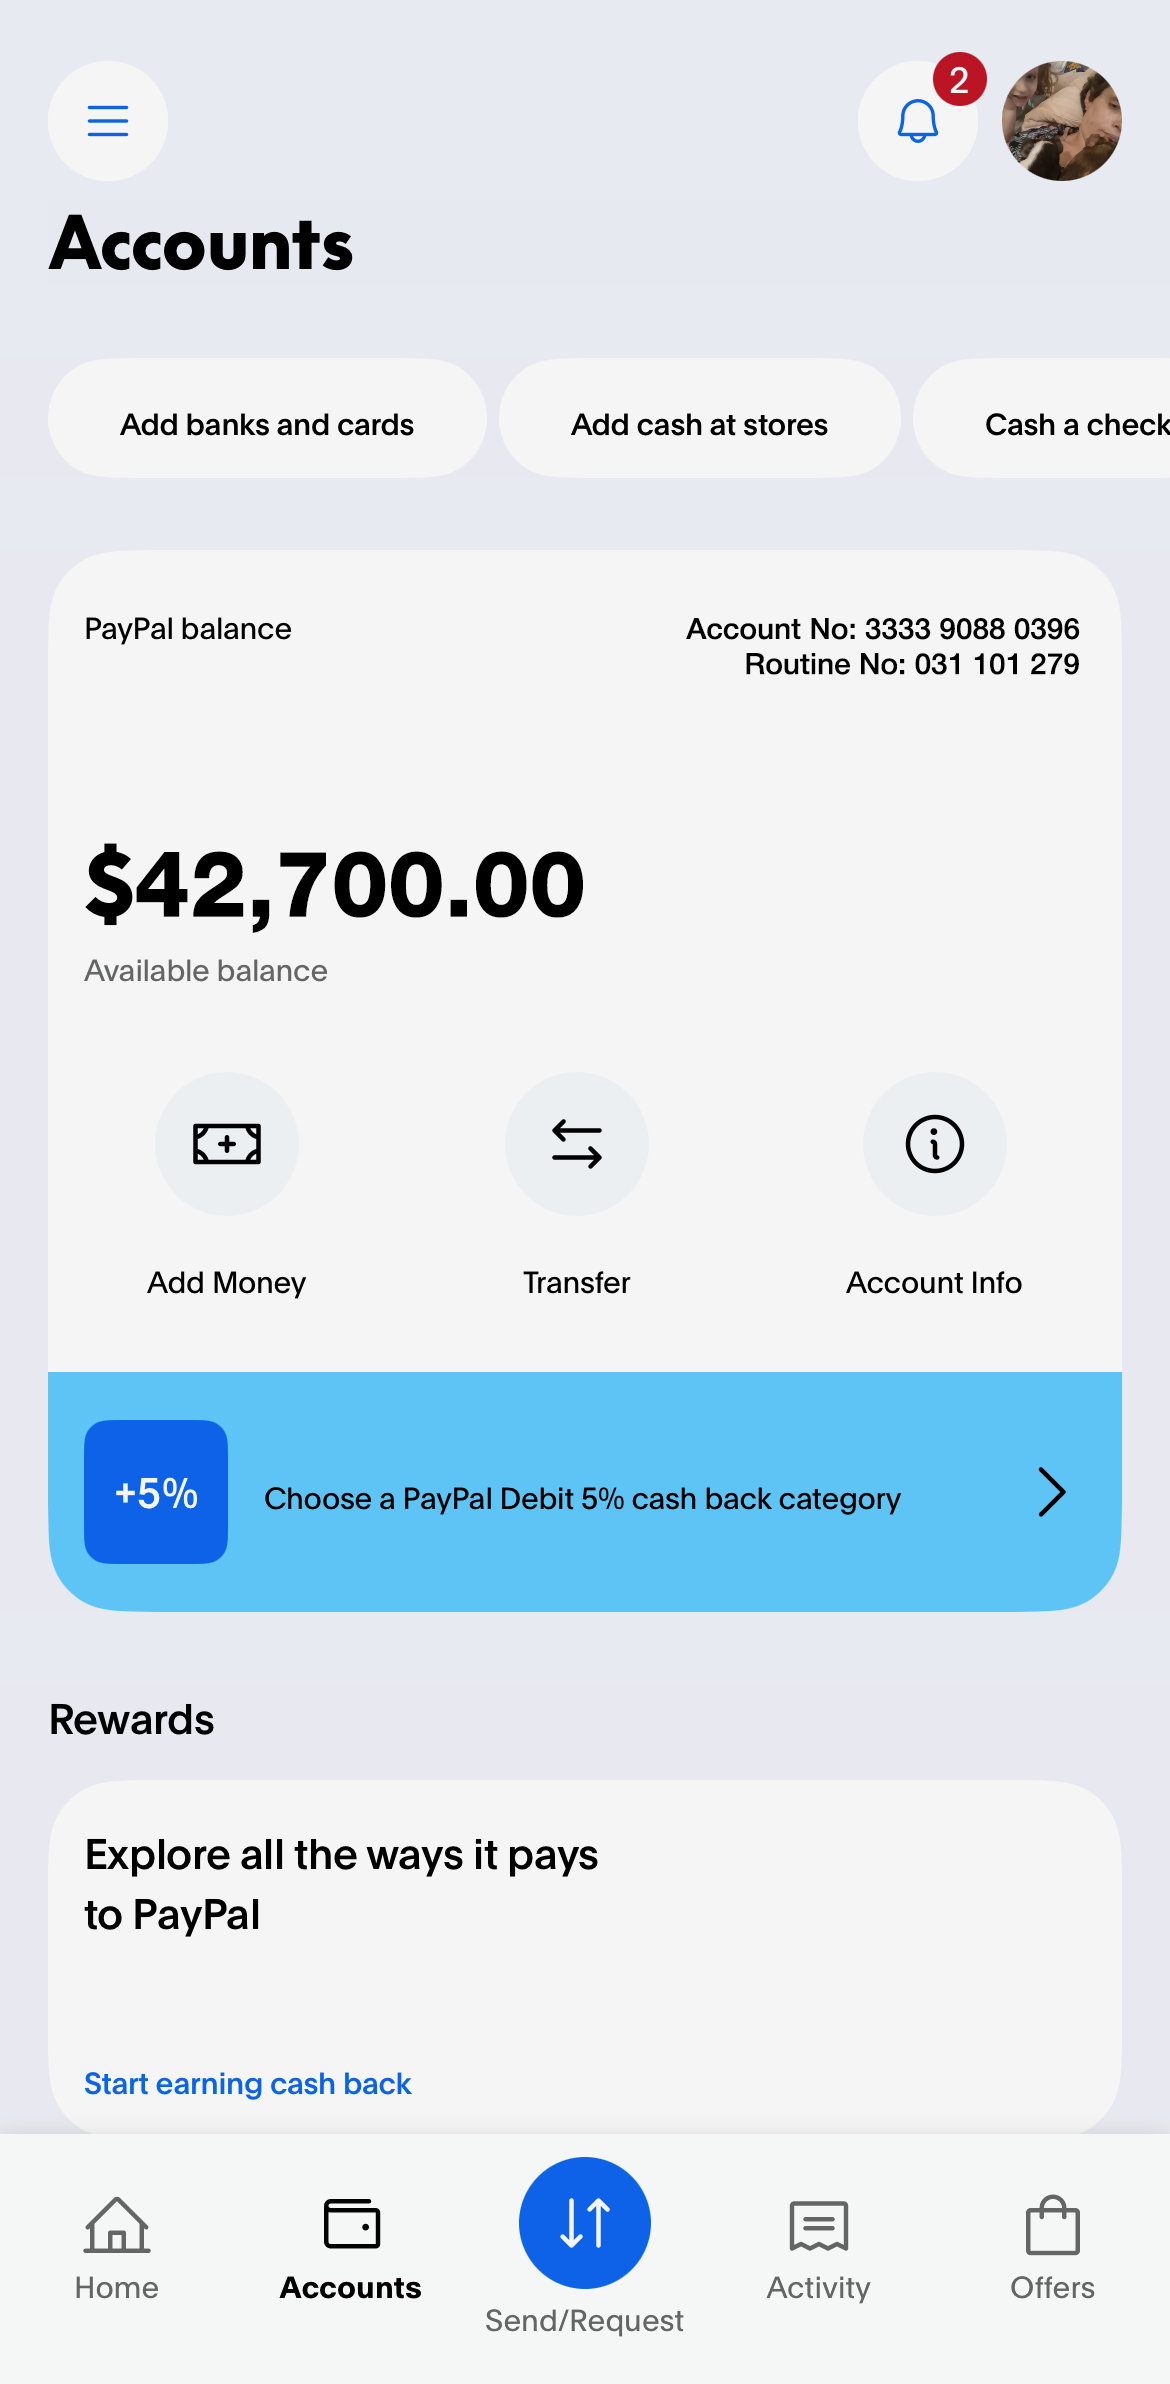 2
Accounts
Add banks and cards
Add cash at stores
Cash a check
PayPal balance
Account No: 3333 9088 0396
Routine No: 031 101 279
$42,700.00
Available balance
Add Money
Transfer
Account Info
+5%
Choose a PayPal Debit 5% cash back category
Rewards
Explore all the ways it pays
to PayPal
Start earning cash back
Home
Accounts
Send/Request
Activity
Offers